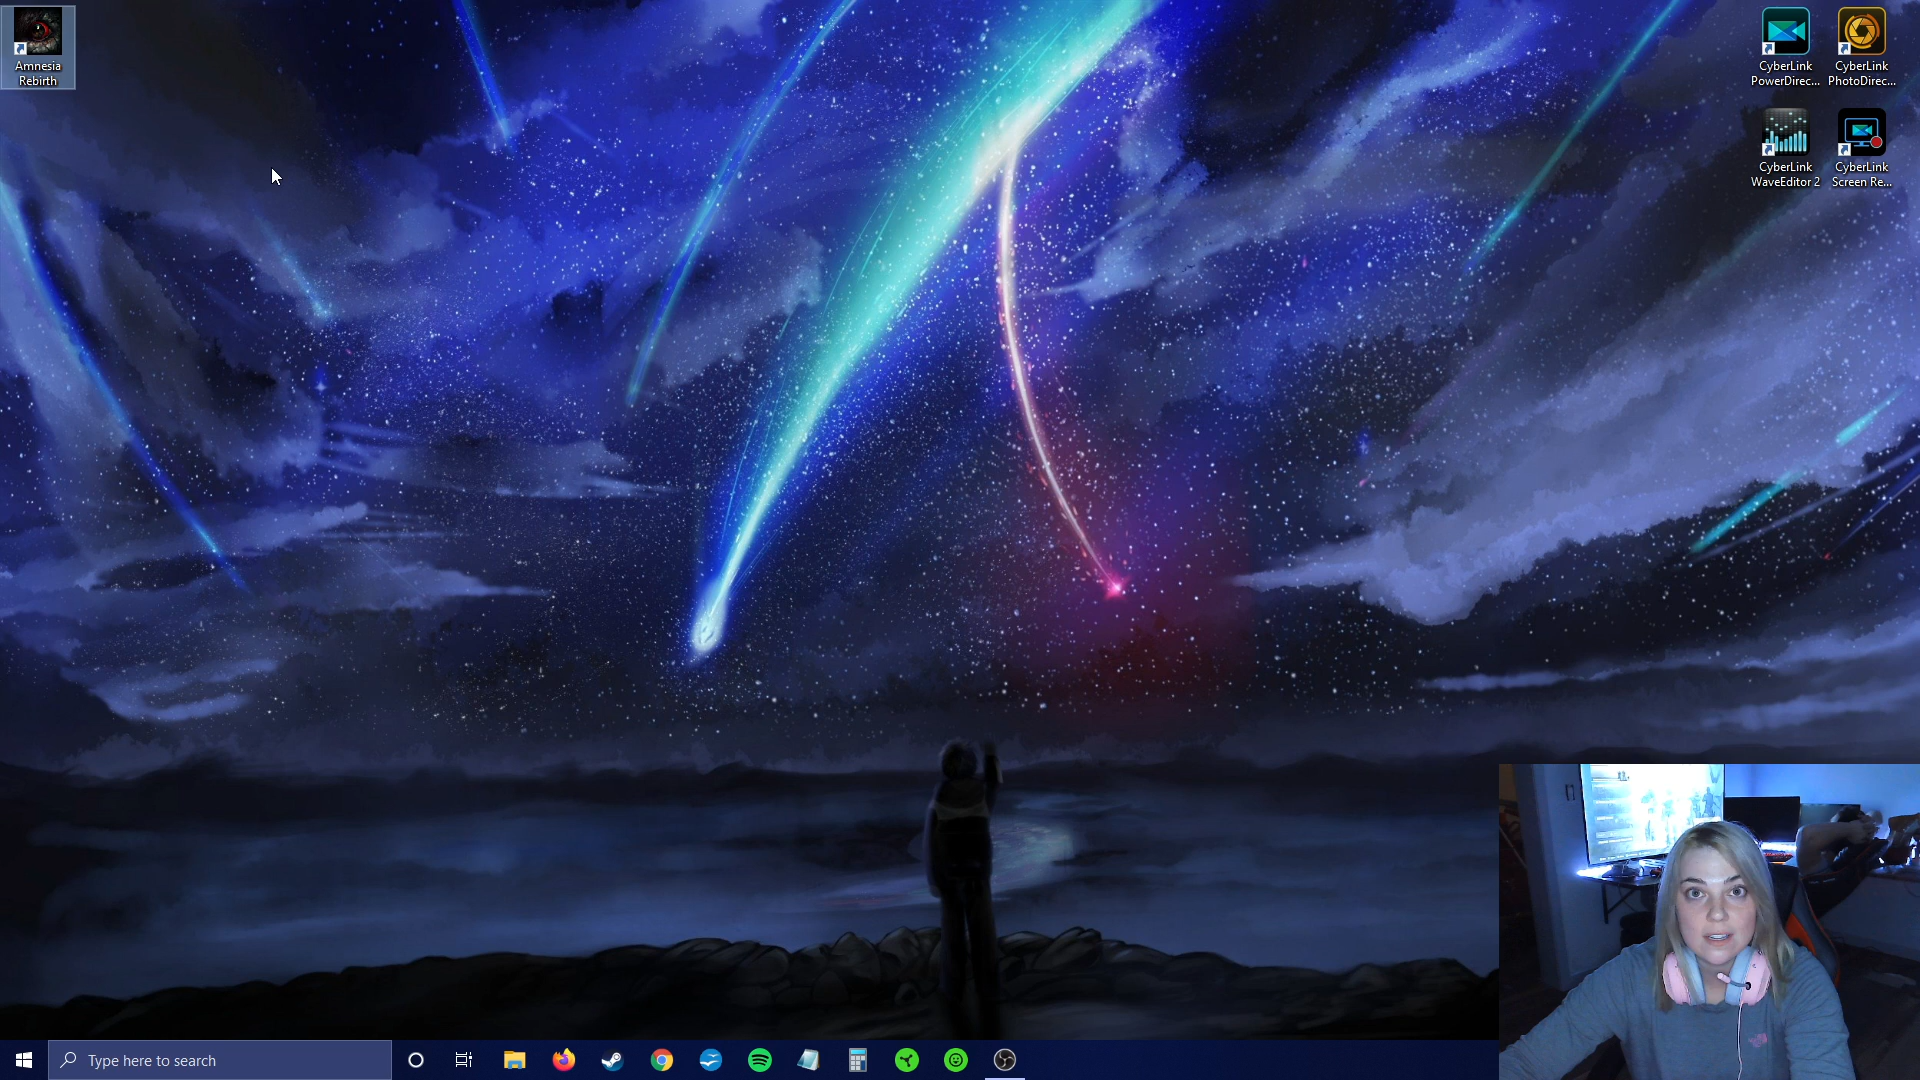 Amnesia
Rebirth
CyberLink
PowerDirec...
CyberLink
PhotoDirec...
CyberLink
WaveEditor 2
CyberLink
Screen Re...
Type here to search